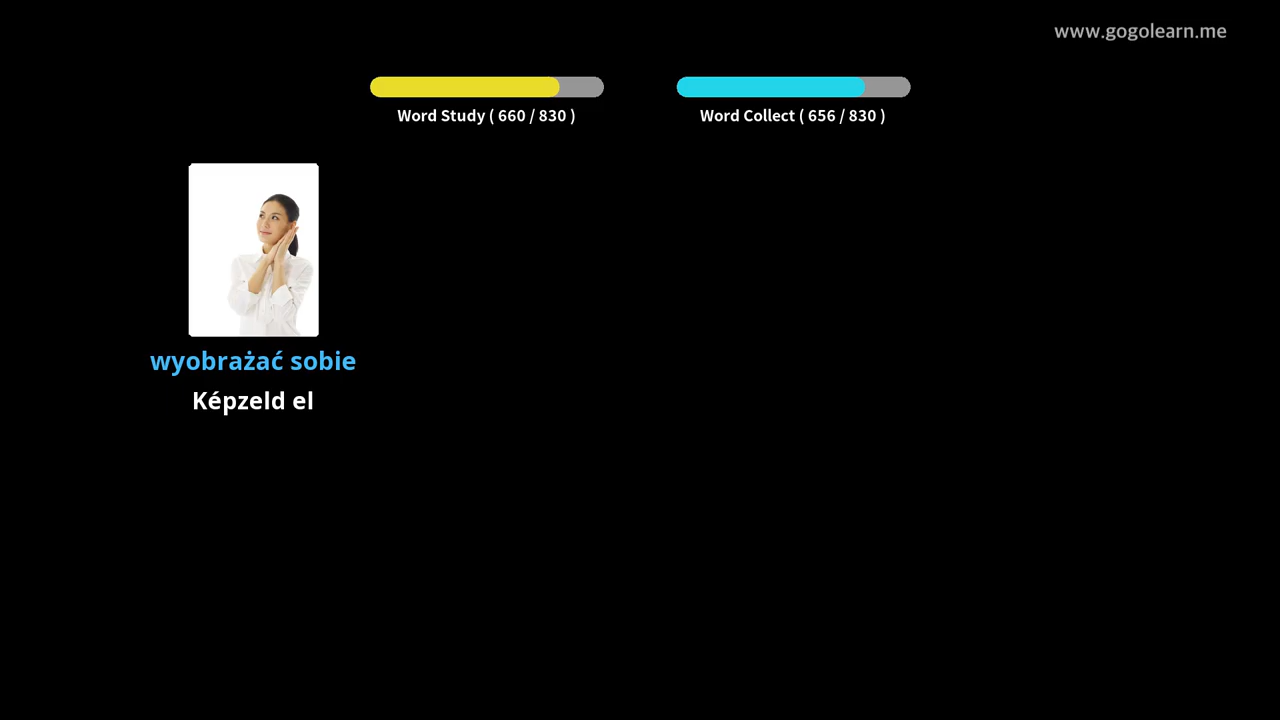 www.gogolearn.me
Word Study ( 660 / 830 )
Word Collect ( 656 / 830 )
wyobrażać sobie
Képzeld el